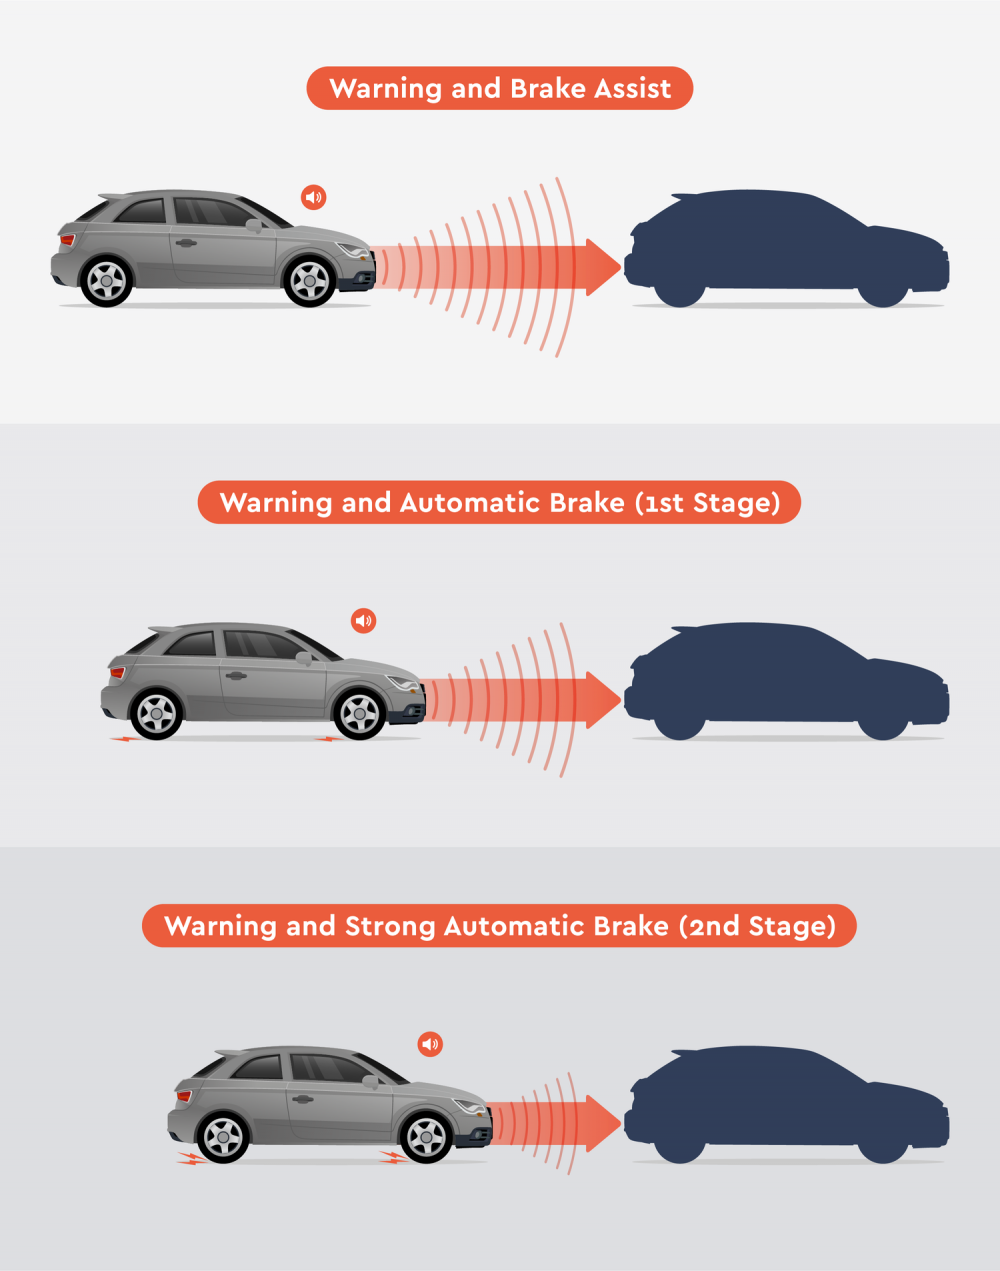 Warning and Brake Assist
Warning and Automatic Brake (1st Stage)
Warning and Strong Automatic Brake (2nd Stage)